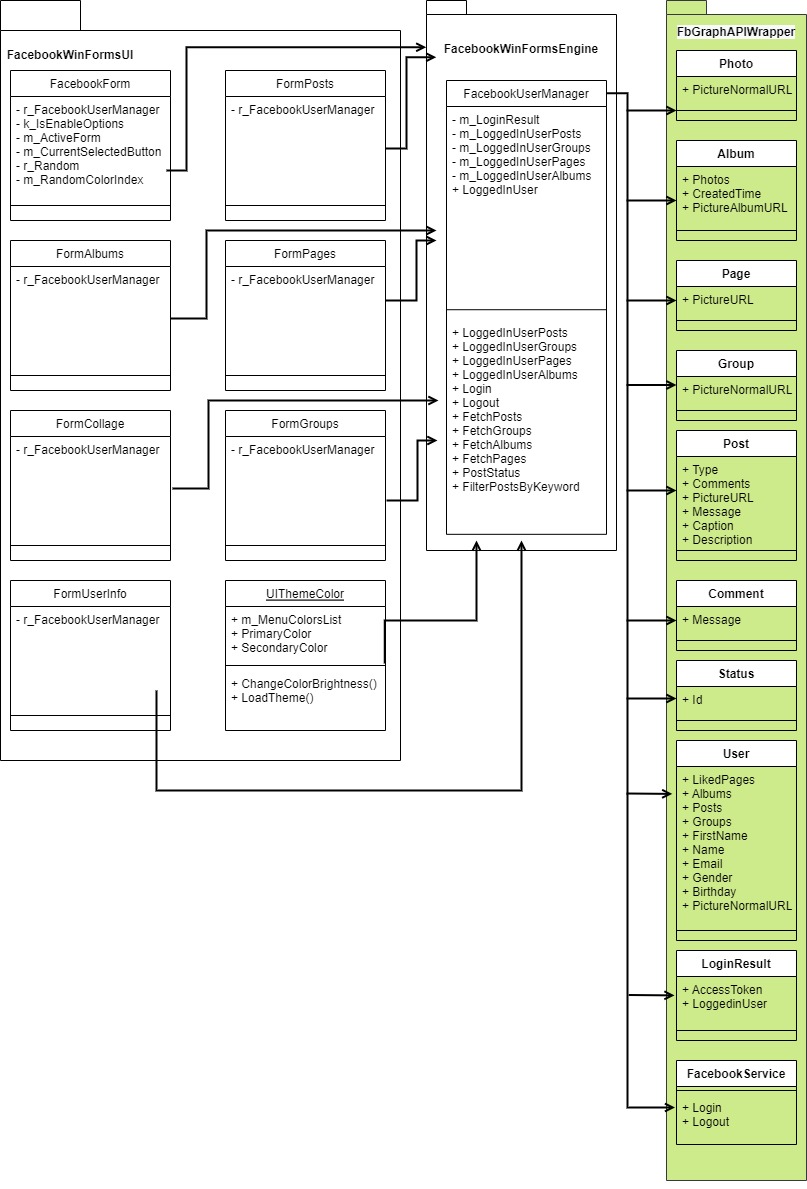 FacebookWinFormsUI
FacebookForm
- r_FacebookUserManager
- k_IsEnableOptions
- m_ActiveForm
- m_CurrentSelectedButton
- r_Random
- m_RandomColorIndex
FormPosts
- r_FacebookUserManager
FormAlbums
- r_FacebookUserManager
FormPages
- r_FacebookUserManager
FormCollage
- r_FacebookUserManager
FormGroups
- r_FacebookUserManager
FormUserInfo
- r_FacebookUserManager
UIThemeColor
+ m_MenuColorsList
+ PrimaryColor
+ SecondaryColor
+ ChangeColorBrightness()
+ LoadTheme()
FacebookWinFormsEngine
FacebookUserManager
- m_LoginResult
- m_LoggedInUserPosts
- m_LoggedInUserGroups
- m_LoggedInUserPages
- m_LoggedInUserAlbums
+ LoggedInUser
+ LoggedInUserPosts
+ LoggedInUserGroups
+ LoggedInUserPages
+ LoggedInUserAlbums
+ Login
+ Logout
+ FetchPosts
+ FetchGroups
+ FetchAlbums
+ FetchPages
+ PostStatus
+ FilterPostsByKeyword
FbGraphAPIWrapper
Photo
+ PictureNormalURL
Album
+ Photos
+ CreatedTime
+ PictureAlbumURL
Page
+ PictureURL
Group
+ PictureNormalURL
Post
+ Type
+ Comments
+ PictureURL
+ Message
+ Caption
+ Description
Comment
+ Message
Status
+ Id
User
+ LikedPages
+ Albums
+ Posts
+ Groups
+ FirstName
+ Name
+ Email
+ Gender
+ Birthday
+ PictureNormalURL
LoginResult
+ AccessToken
+ LoggedinUser
FacebookService
+ Login
+ Logout